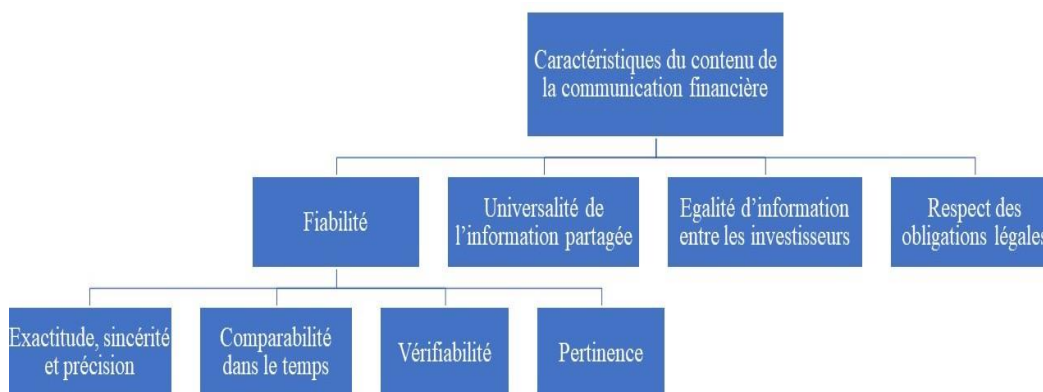 Caractéristiques du contenu de
la communication financière
Fiabilité
Universalité de
l'information partagée
Egalité d'information
entre les investisseurs
Respect des
obligations légales
Exactitude, sincérité
et précision
Comparabilité
dans le temps
Vérifiabilité
Pertinence